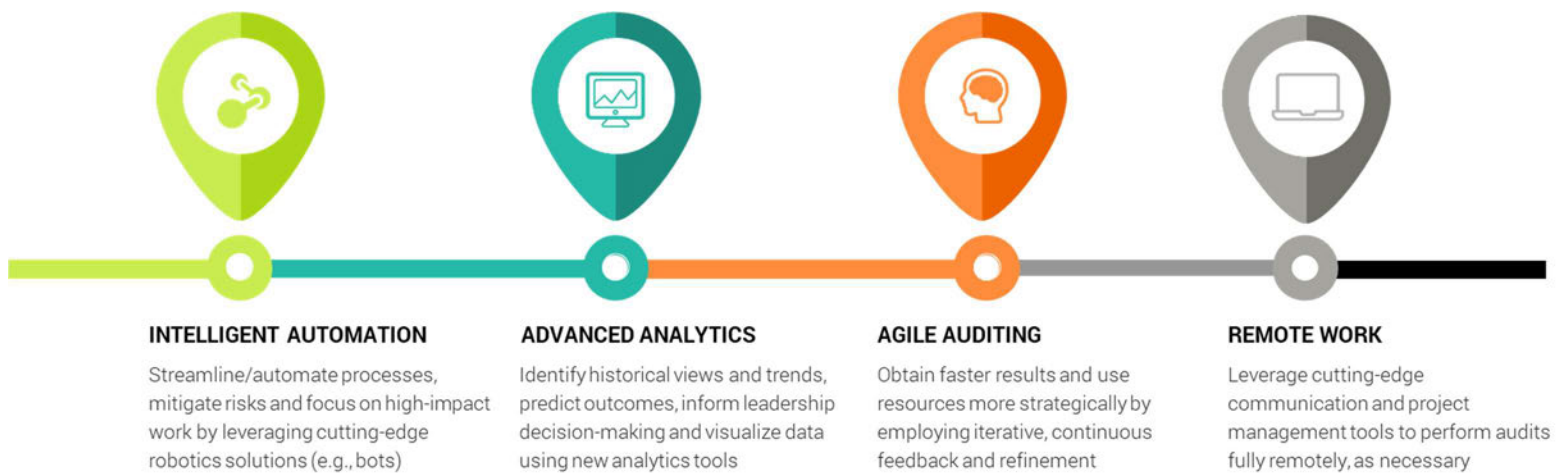 INTELLIGENT AUTOMATION
Streamline/automate processes,
mitigate risks and focus on high-impact
work by leveraging cutting-edge
robotics solutions (e.g., bots)
ADVANCED ANALYTICS
Identify historical views and trends,
predict outcomes, inform leadership
decision-making and visualize data
using new analytics tools
AGILE AUDITING
Obtain faster results and use
resources more strategically by
employing iterative, continuous
feedback and refinement
REMOTE WORK
Leverage cutting-edge
communication and project
management tools to perform audits
fully remotely, as necessary